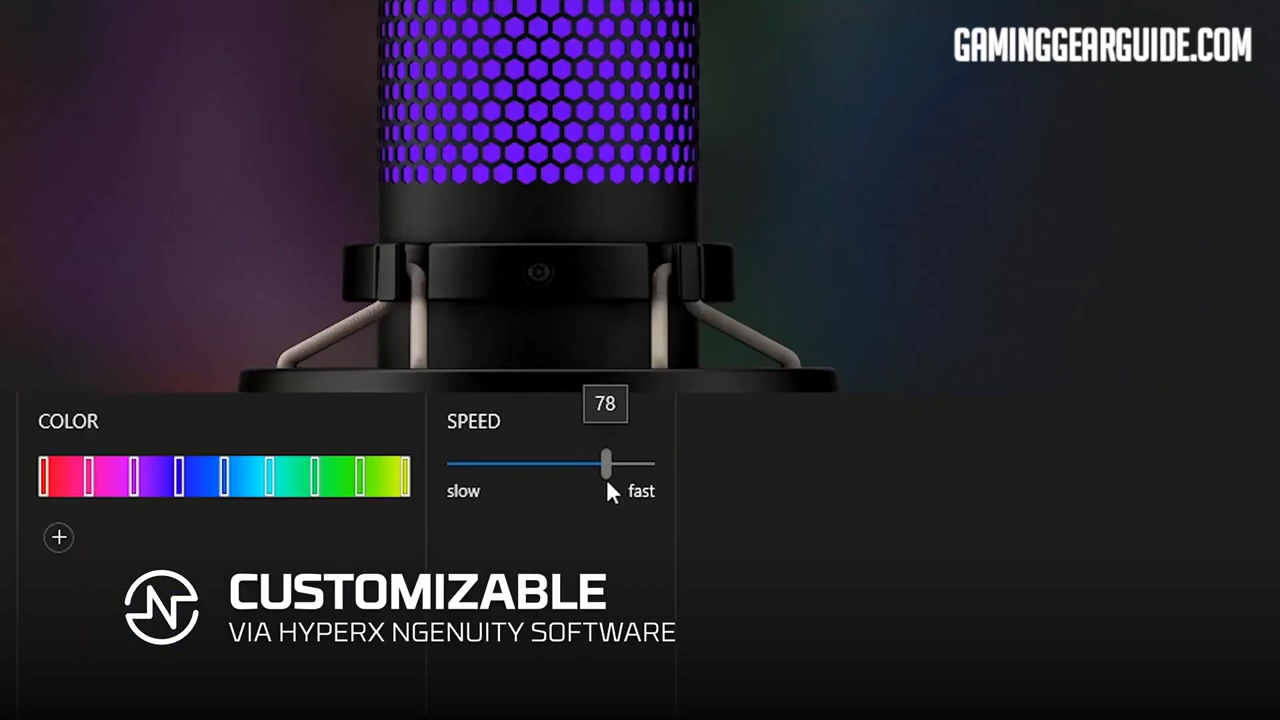 GAMINGGEARGUIDE.COM
COLOR
SPEED
78
slow
fast
+
CUSTOMIZABLE
VIA HYPERX NGENUITY SOFTWARE